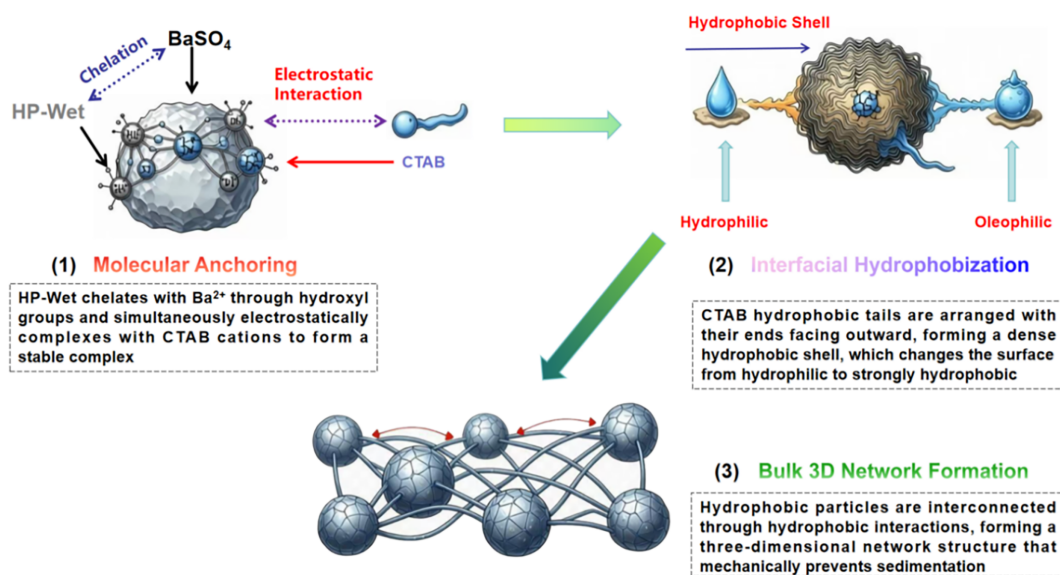 BaSO₄
Chelation
HP-Wet
Electrostatic
Interaction
CTAB
(1) Molecular Anchoring
HP-Wet chelates with Ba²⁺ through hydroxyl
groups and simultaneously electrostatically
complexes with CTAB cations to form a
stable complex
Hydrophobic Shell
Hydrophilic
Oleophilic
(2) Interfacial Hydrophobization
CTAB hydrophobic tails are arranged with
their ends facing outward, forming a dense
hydrophobic shell, which changes the surface
from hydrophilic to strongly hydrophobic
(3) Bulk 3D Network Formation
Hydrophobic particles are interconnected
through hydrophobic interactions, forming a
three-dimensional network structure that
mechanically prevents sedimentation